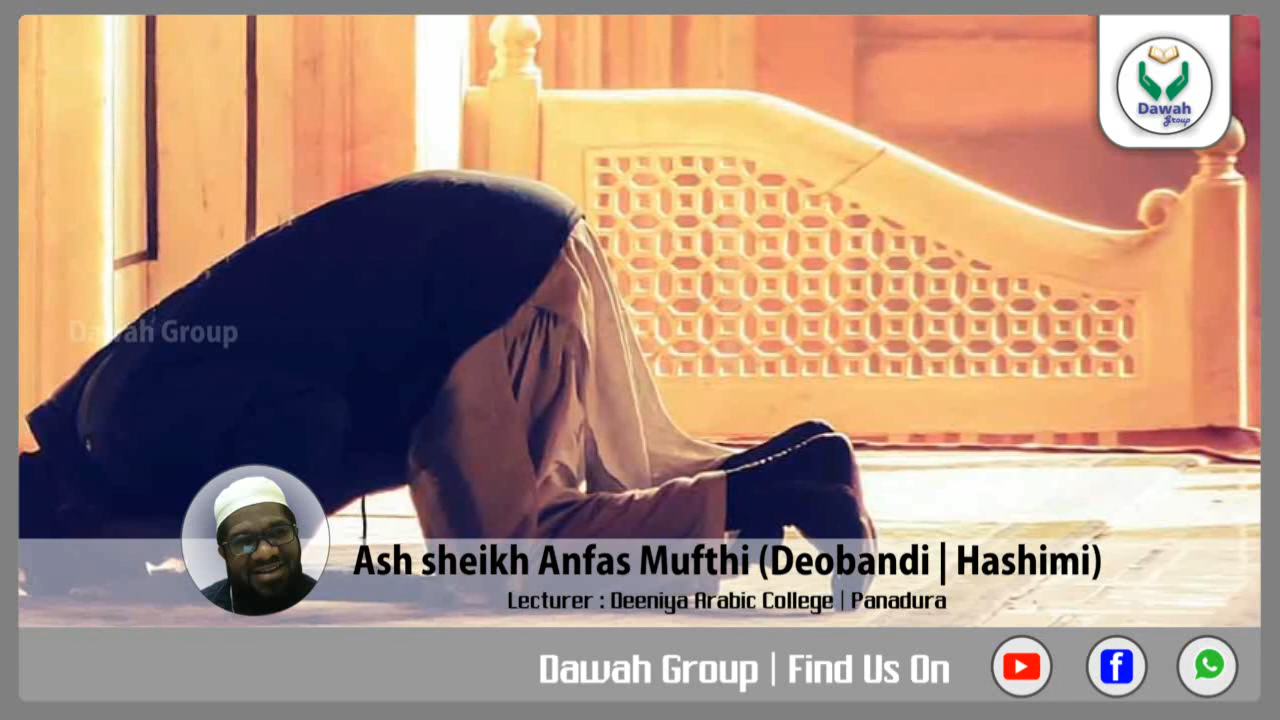 Dawah
Group
Dawah Group
Ash sheikh Anfas Mufthi (Deobandi | Hashimi)
Lecturer : Deeniya Arabic College | Panadura
Dawah Group | Find Us On